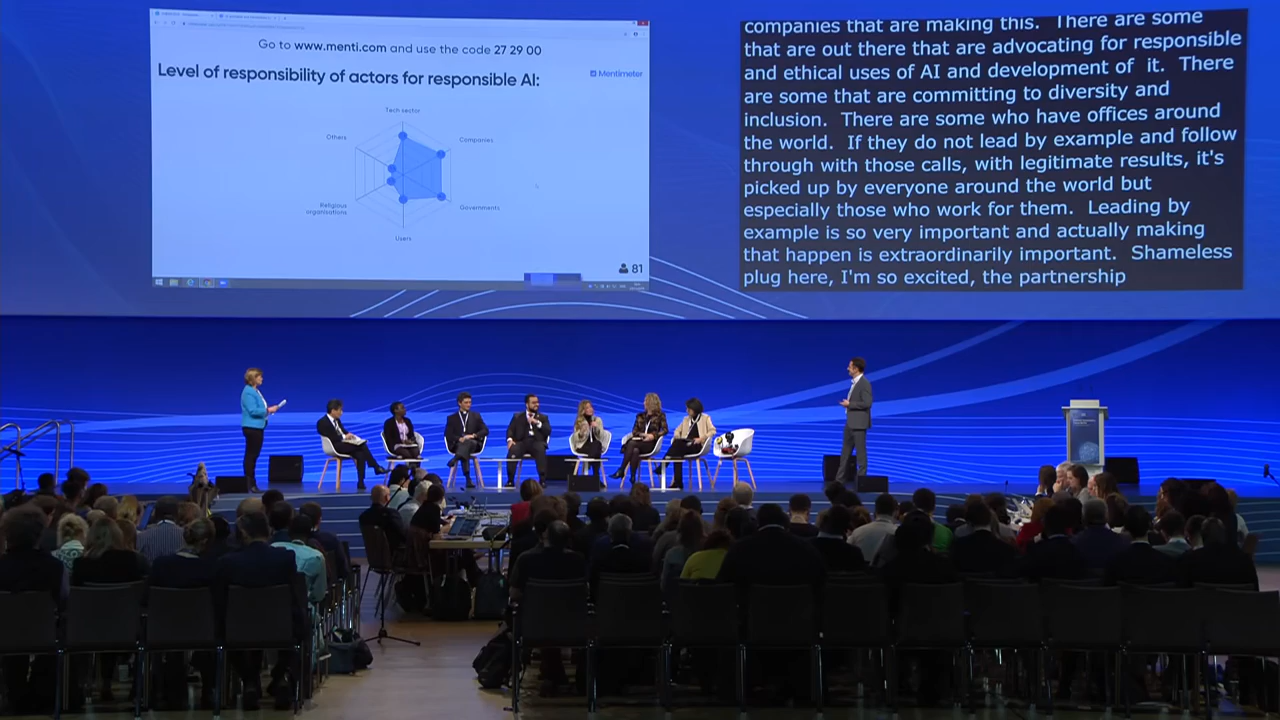 Go to www.menti.com and use the code 27 29 00
Level of responsibility of actors for responsible AI:
Mentimeter
Tech sector
Others
Companies
Religious
organisations
Governments
Users
81
companies that are making this. There are some
that are out there that are advocating for responsible
and ethical uses of AI and development of it. There
are some that are committing to diversity and
inclusion. There are some who have offices around
the world. If they do not lead by example and follow
through with those calls, with legitimate results, it's
picked up by everyone around the world but
especially those who work for them. Leading by
example is so very important and actually making
that happen is extraordinarily important. Shameless
plug here, I'm so excited, the partnership